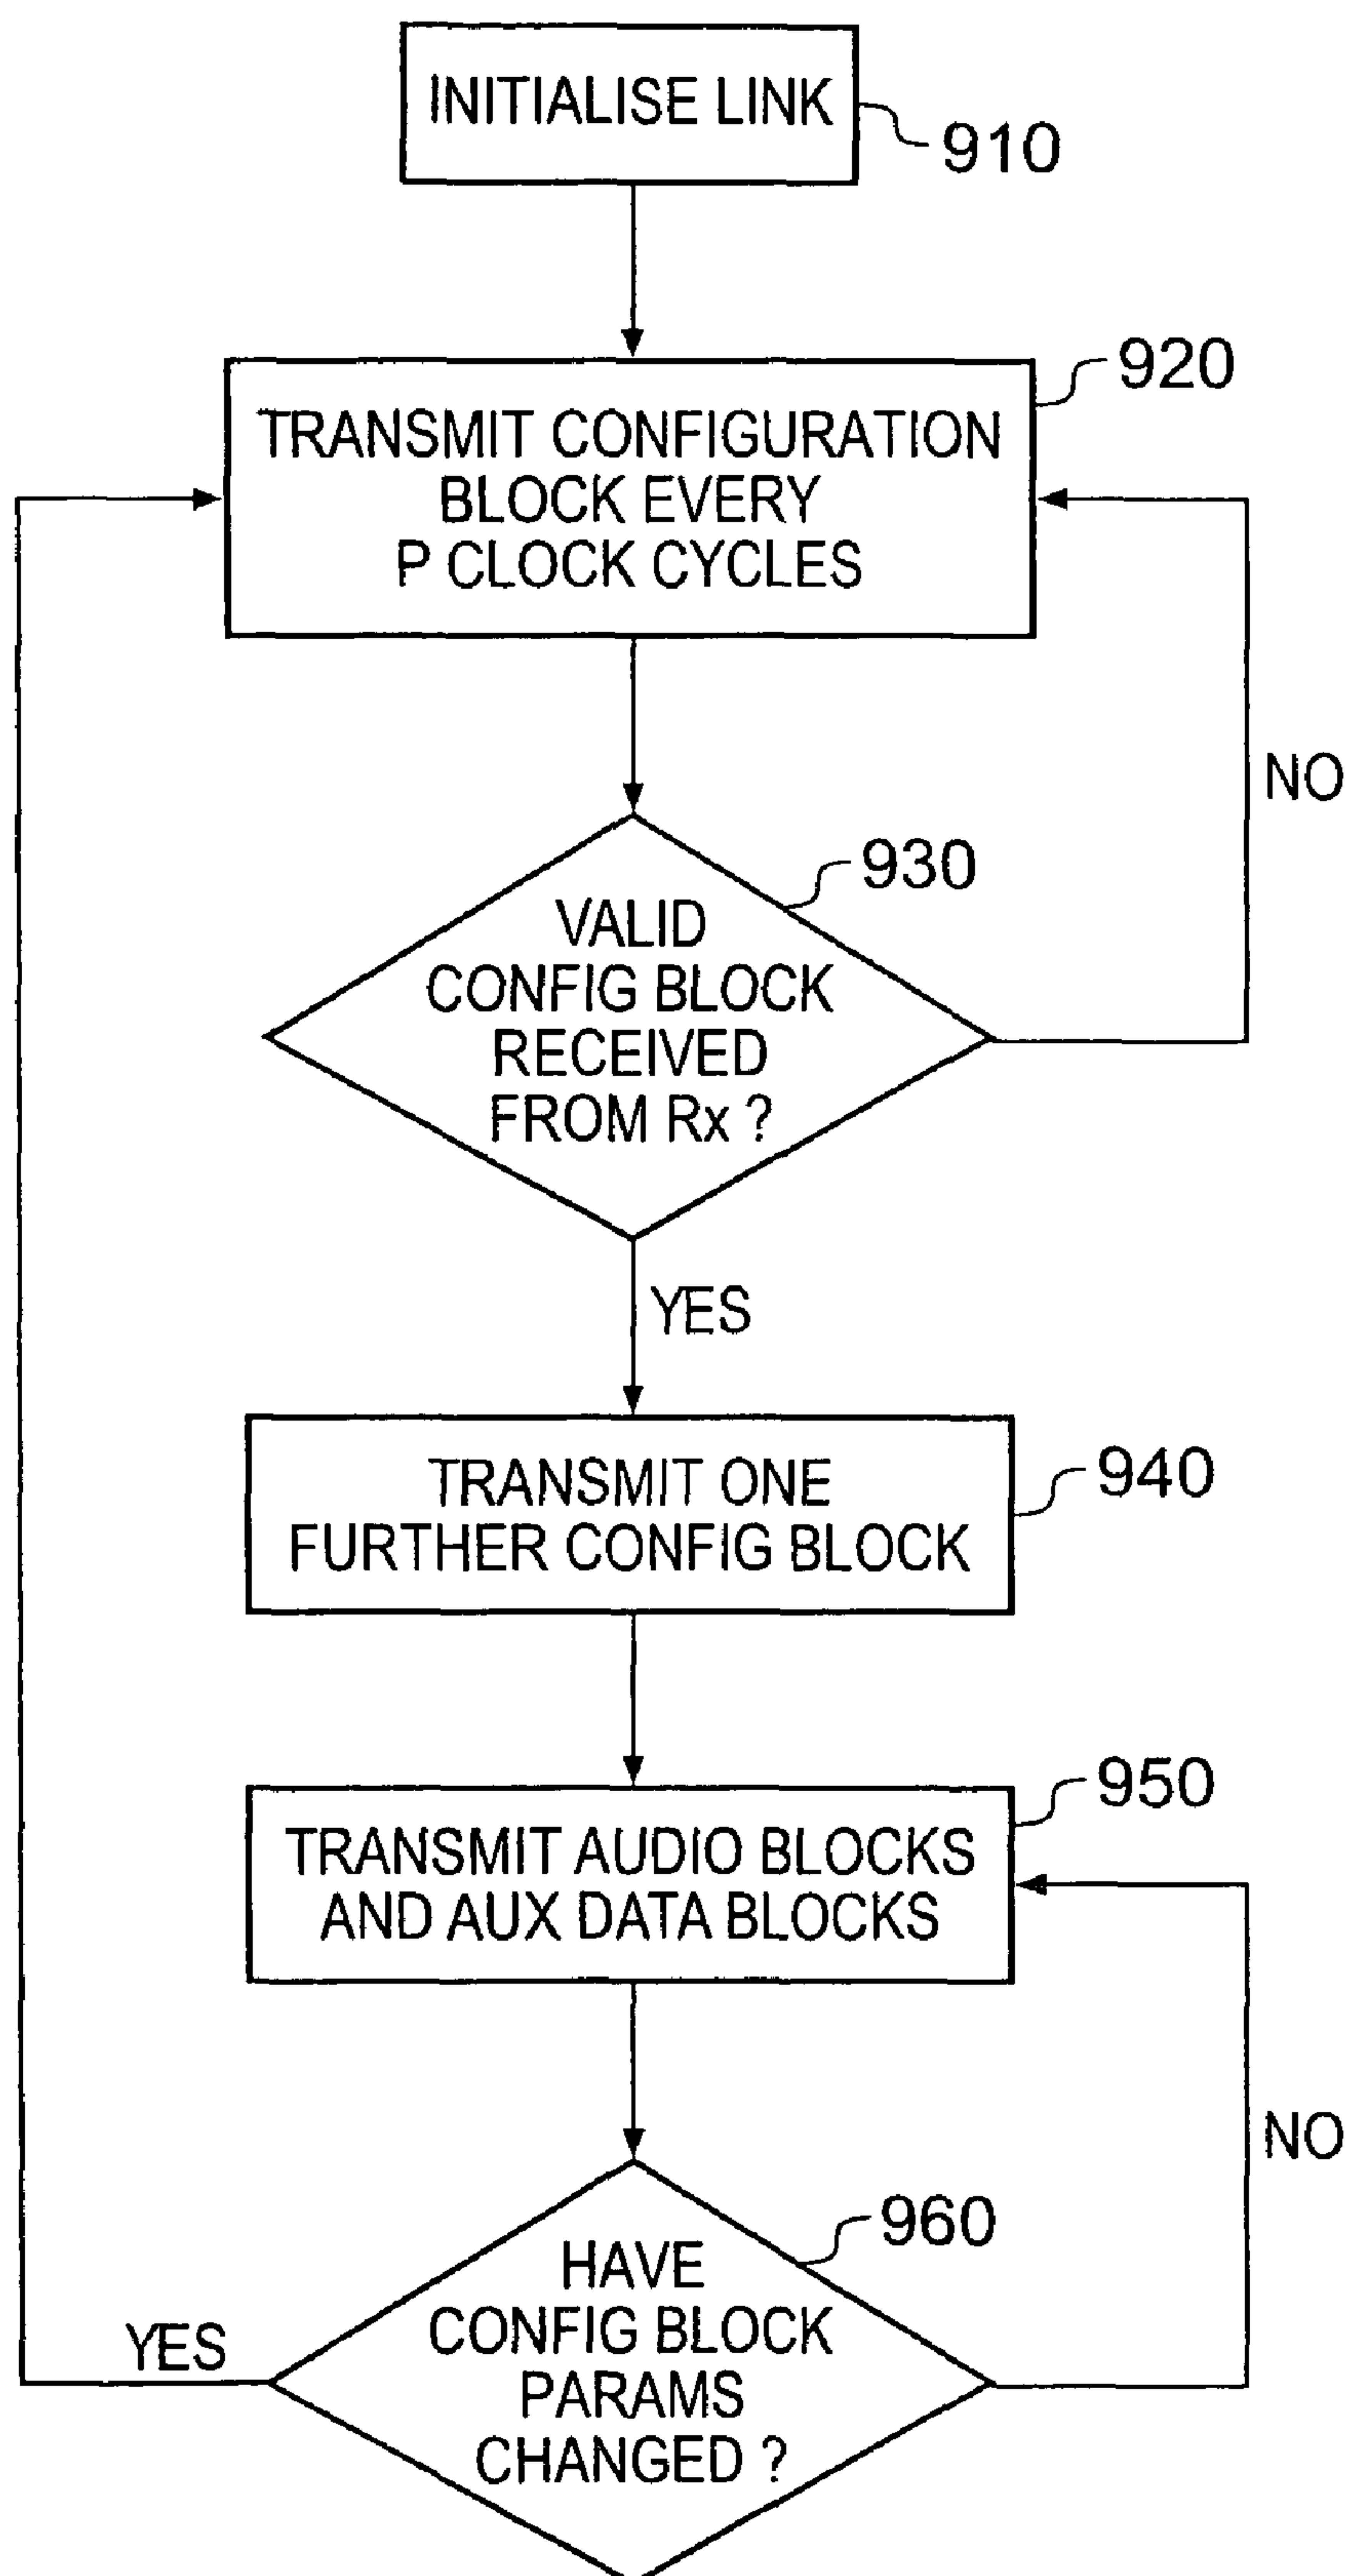 INITIALISE LINK
910
920
TRANSMIT CONFIGURATION
BLOCK EVERY
P CLOCK CYCLES
NO
930
VALID
CONFIG BLOCK
RECEIVED
FROM Rx ?
YES
940
TRANSMIT ONE
FURTHER CONFIG BLOCK
950
TRANSMIT AUDIO BLOCKS
AND AUX DATA BLOCKS
NO
960
HAVE
CONFIG BLOCK
PARAMS
CHANGED ?
YES